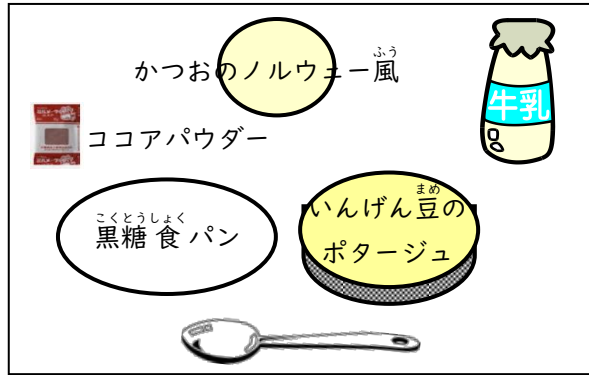 かつおのノルウェー風
ふう
牛乳
ココアパウダー
黒糖食パン
こくとうしょく
いんげん豆の
まめ
ポタージュ